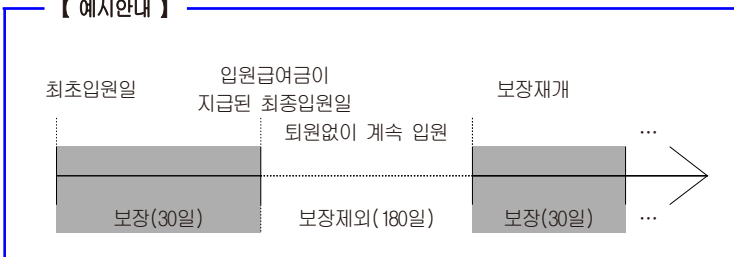 【 예시안내 】
최초입원일
입원급여금이
지급된 최종입원일
보장재개
퇴원없이 계속 입원
…
보장(30일)
보장제외(180일)
보장(30일)
…